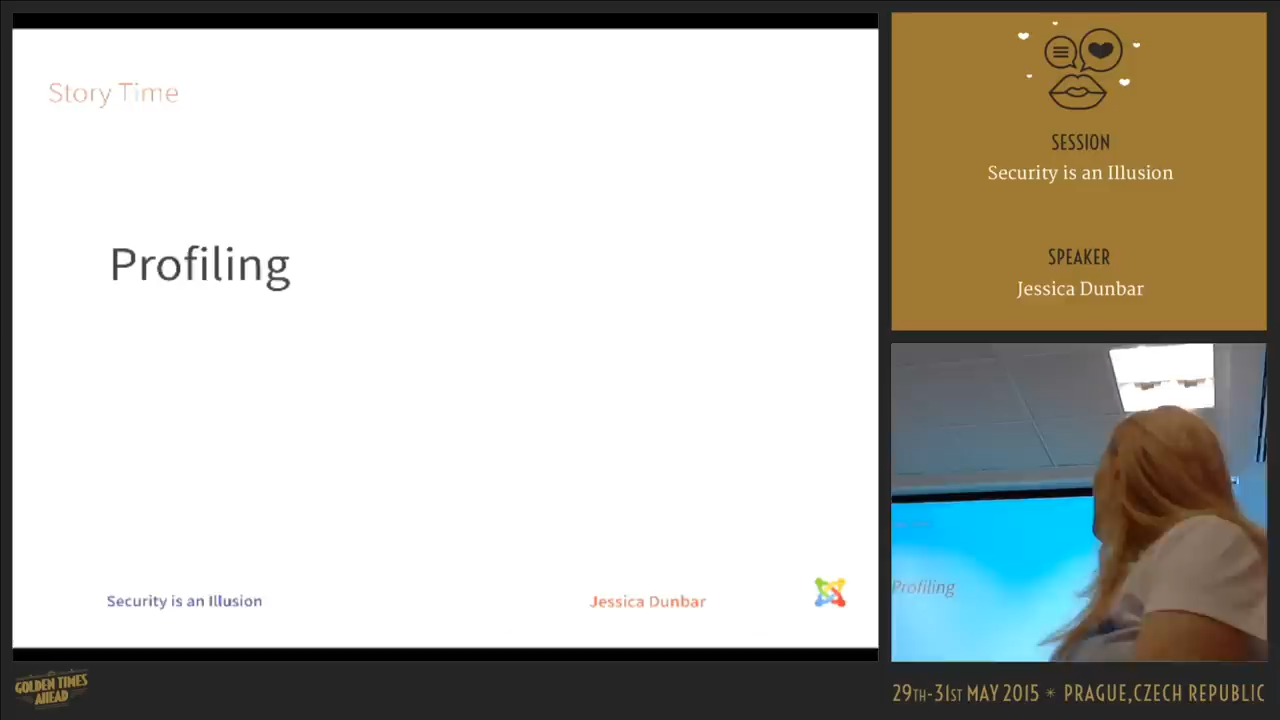 Story Time
Profiling
Security is an Illusion
Jessica Dunbar
SESSION
Security is an Illusion
SPEAKER
Jessica Dunbar
Profiling
GOLDEN TIMES
AHEAD
29TH-31ST MAY 2015 * PRAGUE, CZECH REPUBLIC